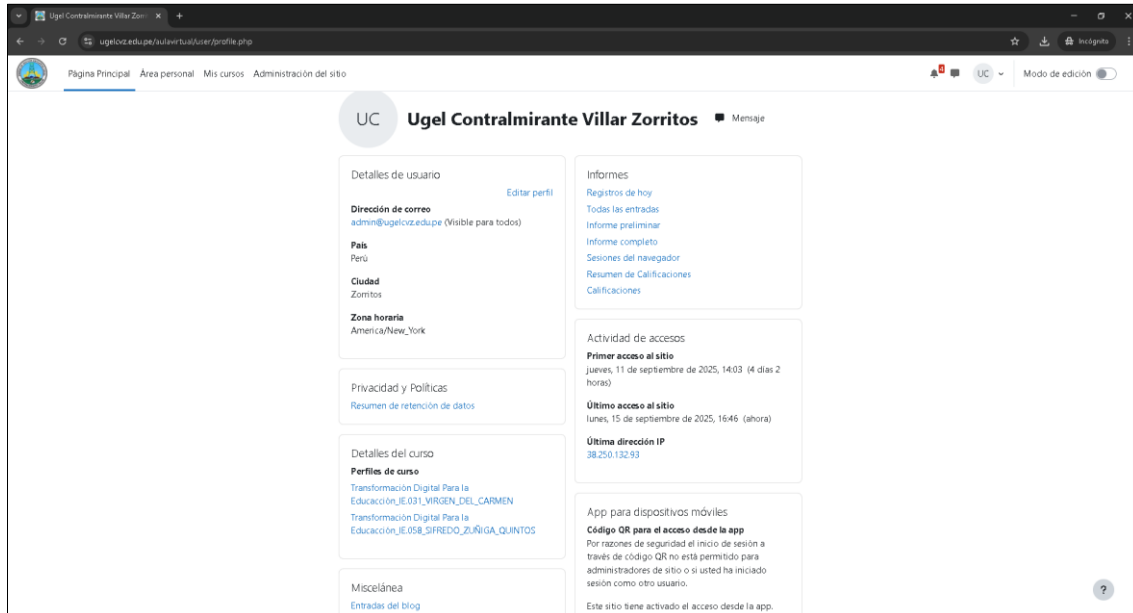 Ugel Contralmirante Villar Zorri
ugelcvz.edu.pe/aulavirtual/user/profile.php
Incógnito
Página Principal Área personal Mis cursos Administración del sitio
4 UC Modo de edición
UC Ugel Contralmirante Villar Zorritos Mensaje
Detalles de usuario
Editar perfil
Dirección de correo
admin@ugelcvz.edu.pe (Visible para todos)
País
Perú
Ciudad
Zorritos
Zona horaria
America/New_York
Privacidad y Políticas
Resumen de retención de datos
Detalles del curso
Perfiles de curso
Transformación Digital Para la
Educacción_IE.031_VIRGEN_DEL_CARMEN
Transformación Digital Para la
Educacción_IE.058_SIFREDO_ZUÑIGA_QUINTOS
Miscelánea
Entradas del blog
Informes
Registros de hoy
Todas las entradas
Informe preliminar
Informe completo
Sesiones del navegador
Resumen de Calificaciones
Calificaciones
Actividad de accesos
Primer acceso al sitio
jueves, 11 de septiembre de 2025, 14:03 (4 días 2
horas)
Último acceso al sitio
lunes, 15 de septiembre de 2025, 16:46 (ahora)
Última dirección IP
38.250.132.93
App para dispositivos móviles
Código QR para el acceso desde la app
Por razones de seguridad el inicio de sesión a
través de código QR no está permitido para
administradores de sitio o si usted ha iniciado
sesión como otro usuario.
Este sitio tiene activado el acceso desde la app.
?